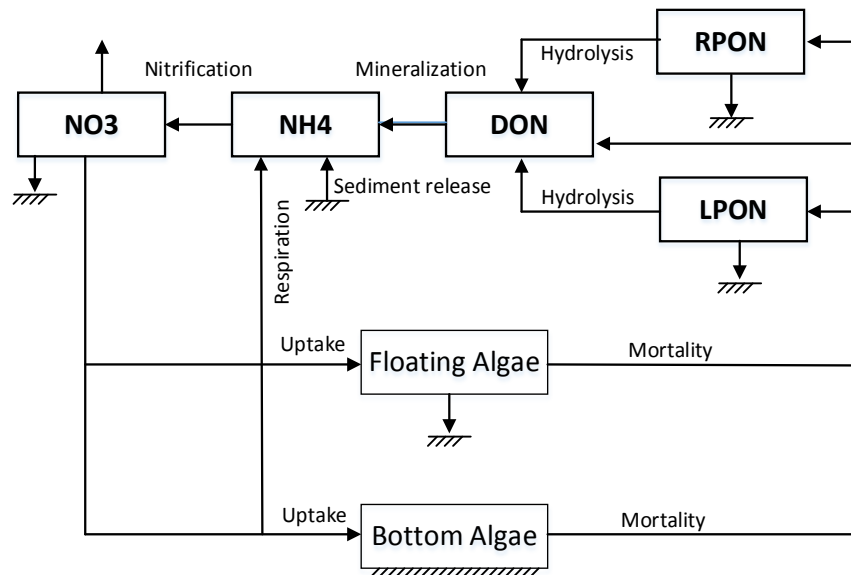 RPON
Hydrolysis
Nitrification
Mineralization
NO3
NH4
DON
Sediment release
Hydrolysis
LPON
Respiration
Uptake
Floating Algae
Mortality
Uptake
Bottom Algae
Mortality